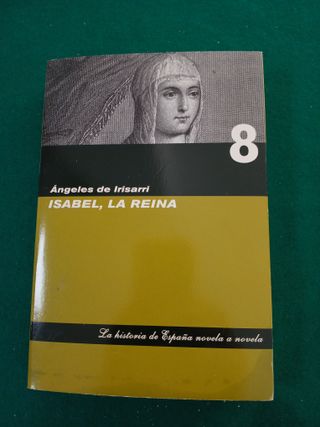 8
Ángeles de Irisarri
ISABEL, LA REINA
La historia de España novela a novela